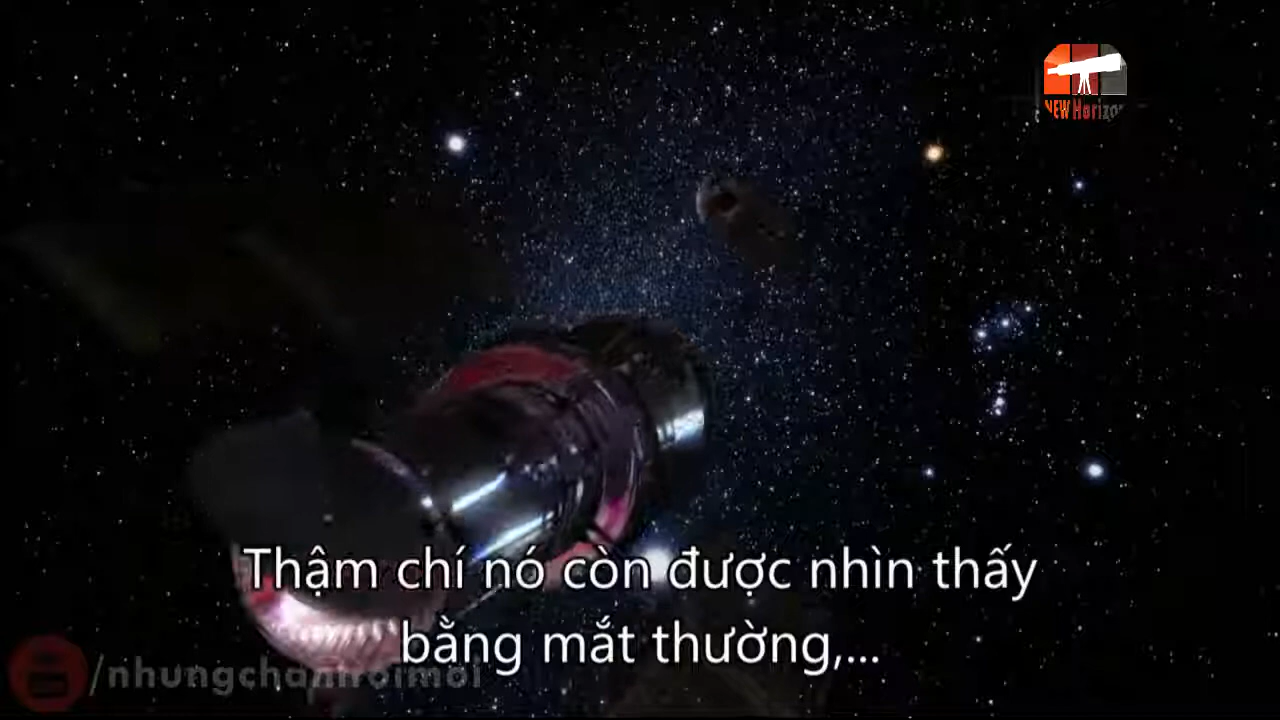 NEW Horizon
Thậm chí nó còn được nhìn thấy
bằng mắt thường,...
/nhungchantroimoi